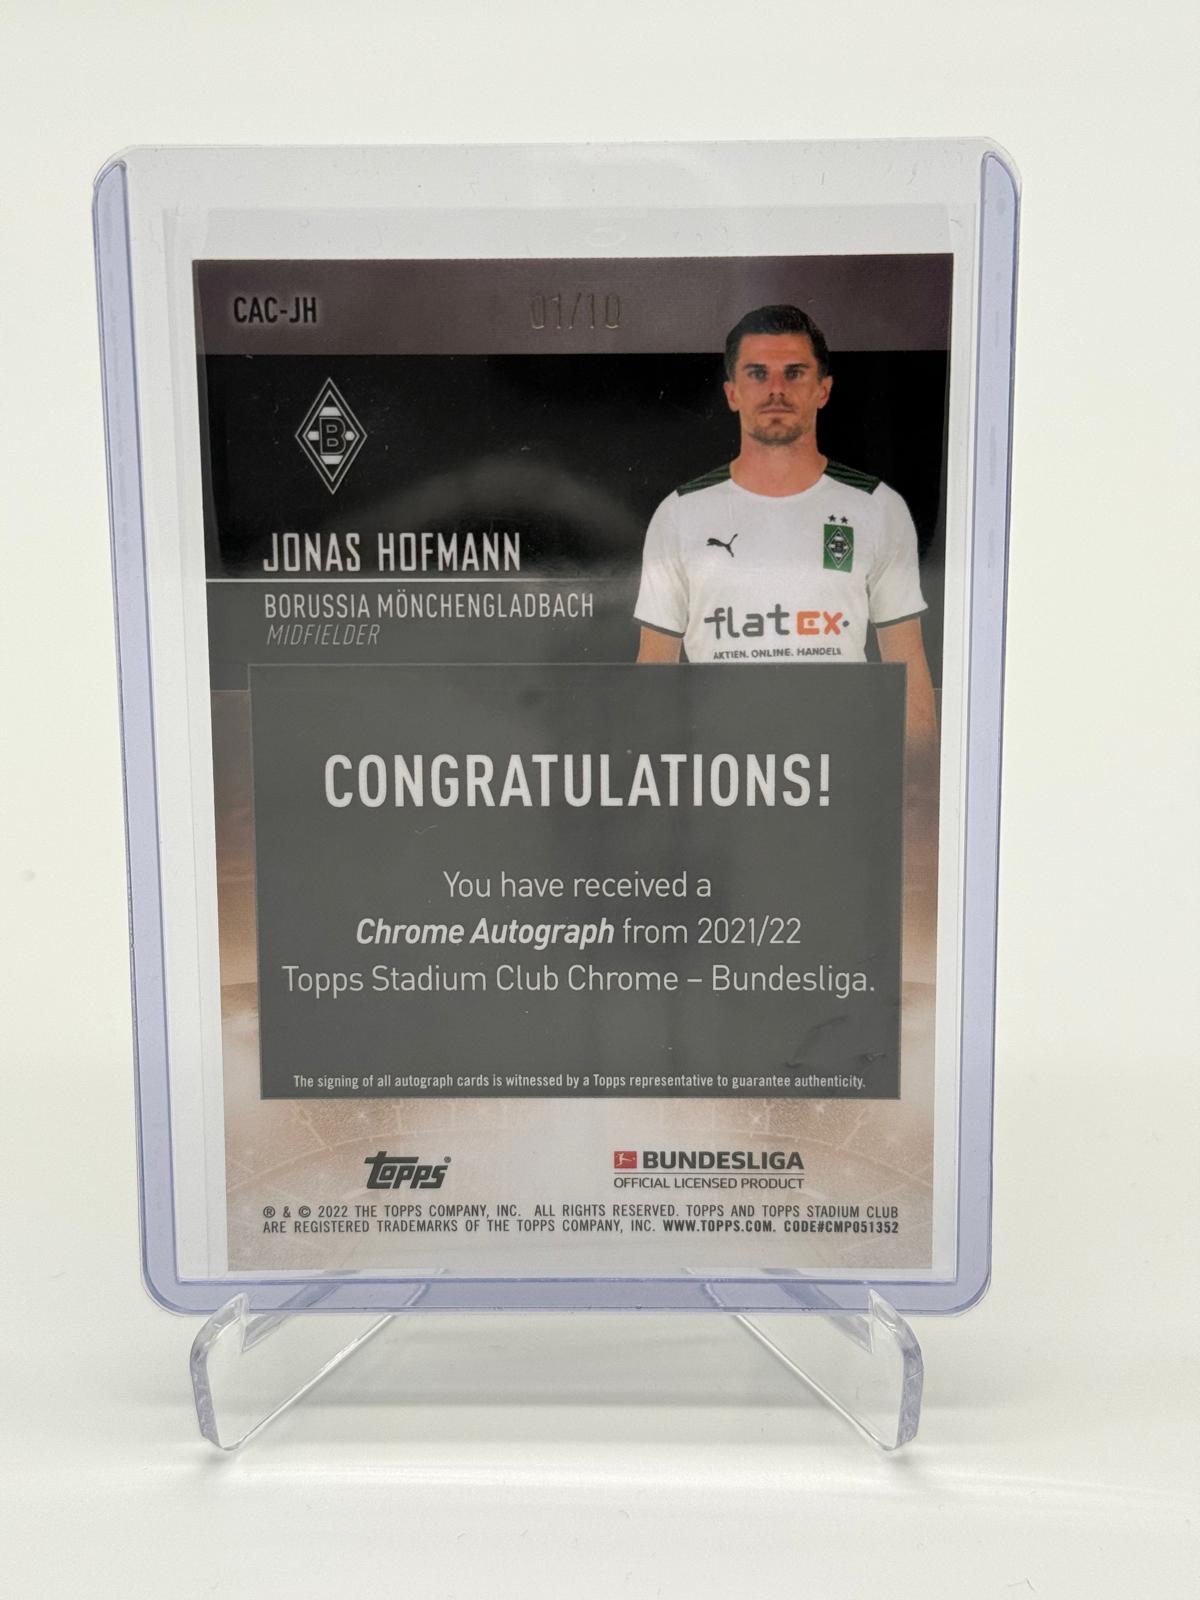 CAC-JH
01/10
B
JONAS HOFMANN
BORUSSIA MÖNCHENGLADBACH
MIDFIELDER
B
flatEX.
AKTIEN. ONLINE. HANDELN.
CONGRATULATIONS!
You have received a
Chrome Autograph from 2021/22
Topps Stadium Club Chrome – Bundesliga.
The signing of all autograph cards is witnessed by a Topps representative to guarantee authenticity.
Topps®
BUNDESLIGA
OFFICIAL LICENSED PRODUCT
® & © 2022 THE TOPPS COMPANY, INC. ALL RIGHTS RESERVED. TOPPS AND TOPPS STADIUM CLUB
ARE REGISTERED TRADEMARKS OF THE TOPPS COMPANY, INC. WWW.TOPPS.COM. CODE#CMP051352